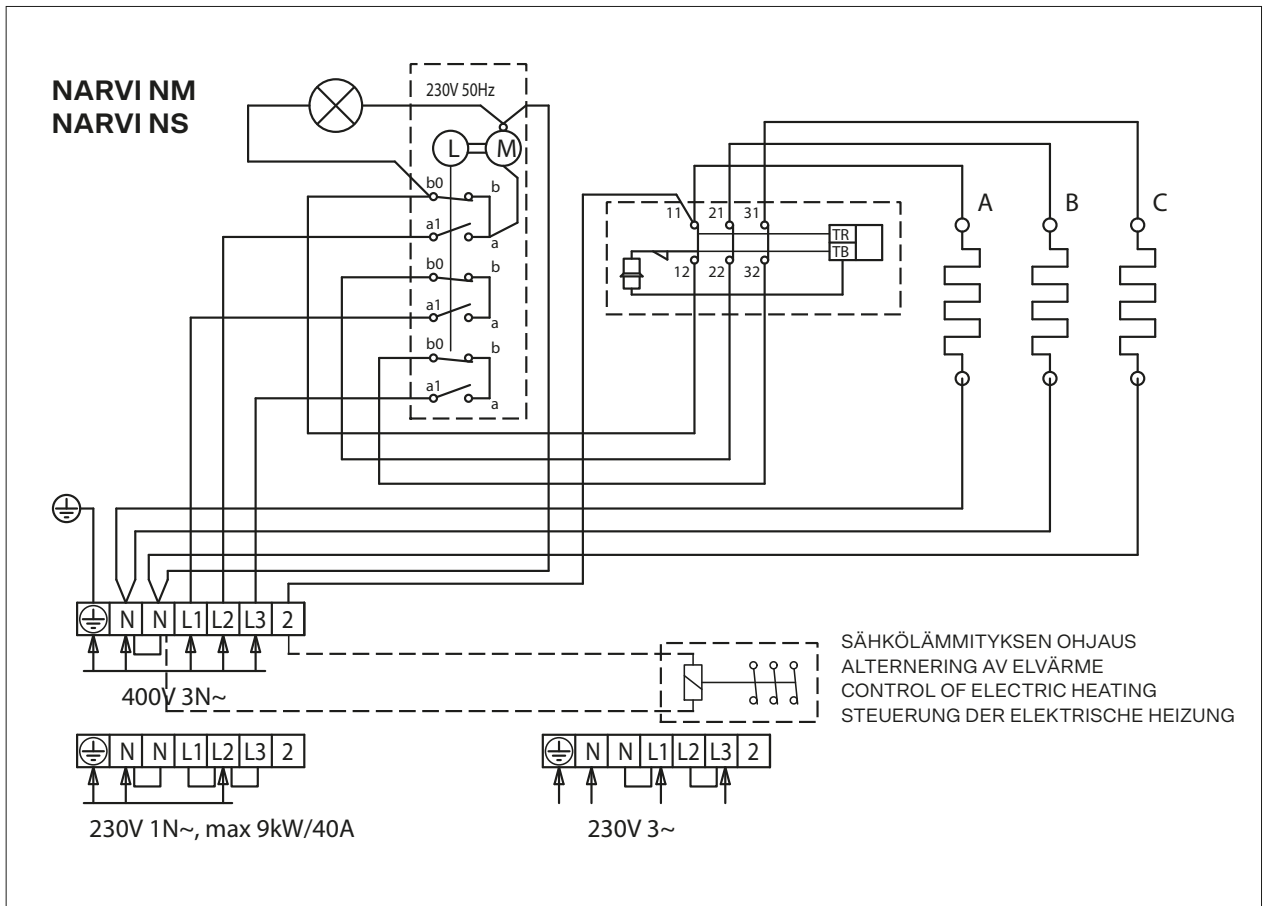 NARVI NM
NARVI NS
230V 50Hz
L M
b0 b
a1 a
b0 b
a1 a
b0 b
a1 a
11 21 31
12 22 32
TR
TB
A B C
N N L1 L2 L3 2
400V 3N~
SÄHKÖLÄMMITYKSEN OHJAUS
ALTERNERING AV ELVÄRME
CONTROL OF ELECTRIC HEATING
STEUERUNG DER ELEKTRISCHE HEIZUNG
N N L1 L2 L3 2
230V 1N~, max 9kW/40A
N N L1 L2 L3 2
230V 3~